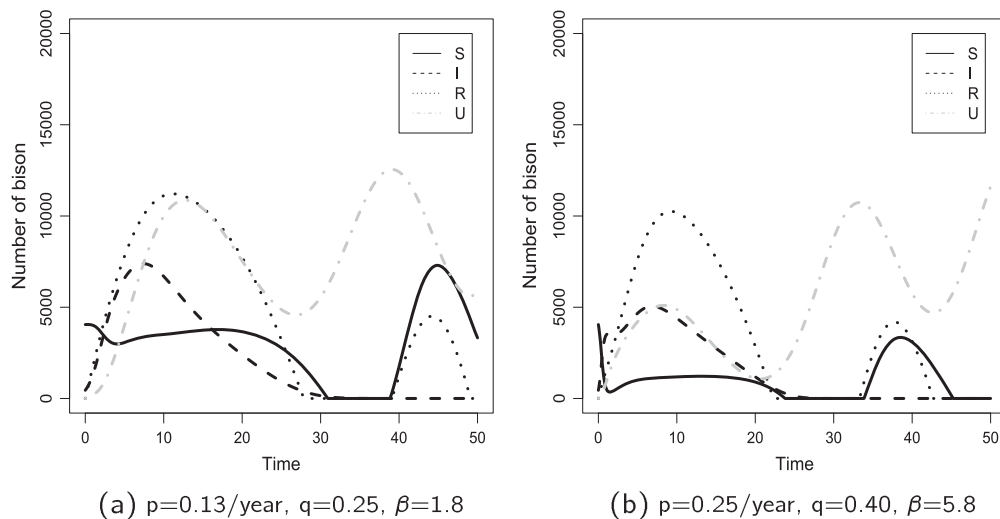 20000
15000
10000
5000
0
Number of bison
S
I
R
U
0 10 20 30 40 50
Time
(a) p=0.13/year, q=0.25, β=1.8
20000
15000
10000
5000
0
Number of bison
S
I
R
U
0 10 20 30 40 50
Time
(b) p=0.25/year, q=0.40, β=5.8